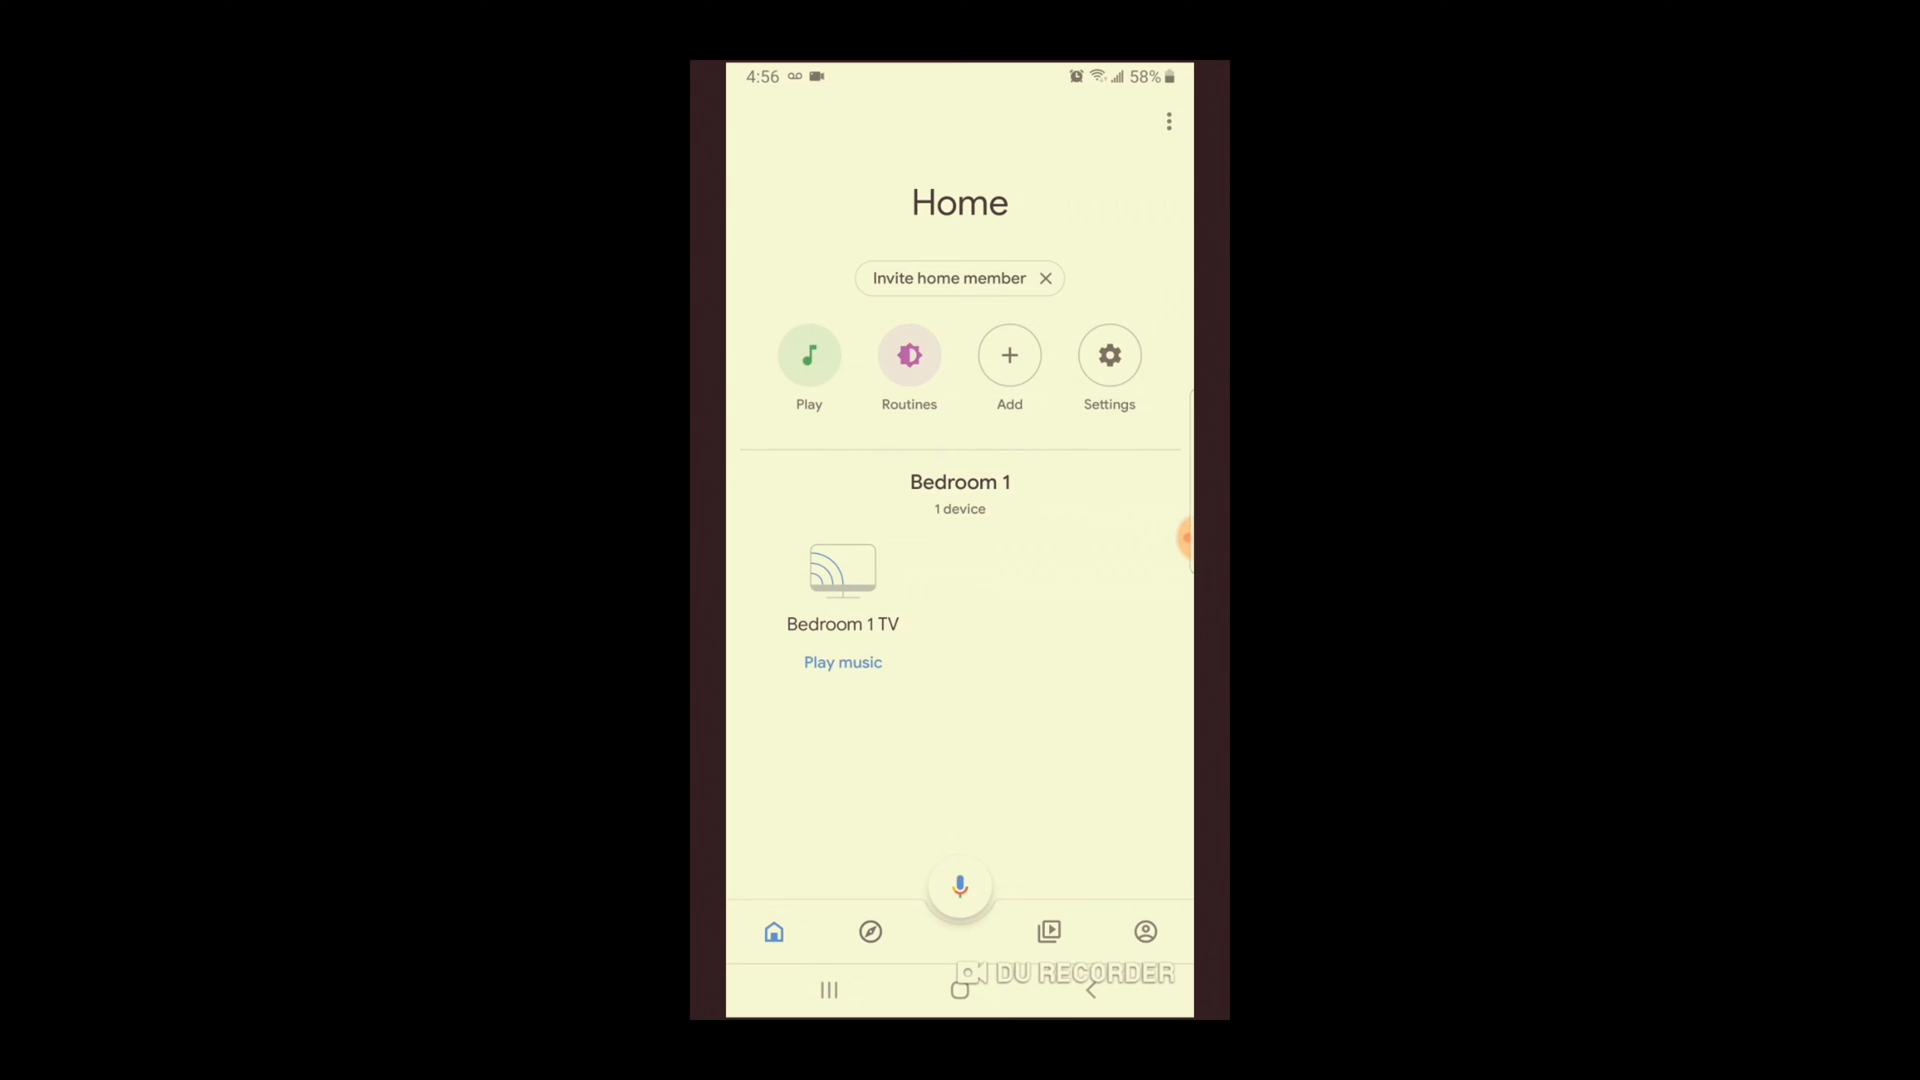 4:56 58%
Home
Invite home member
Play Routines Add Settings
Bedroom 1
1 device
Bedroom 1 TV
Play music
DU RECORDER